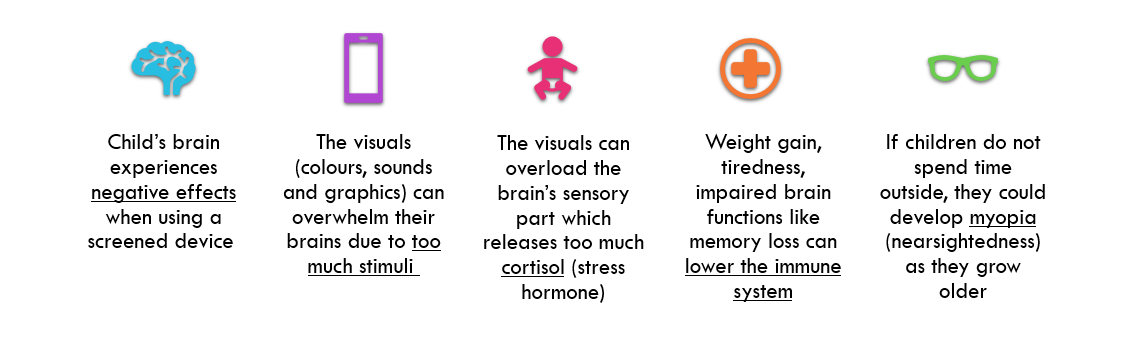 Child's brain
experiences
negative effects
when using a
screened device
The visuals
(colours, sounds
and graphics) can
overwhelm their
brains due to too
much stimuli
The visuals can
overload the
brain's sensory
part which
releases too much
cortisol (stress
hormone)
Weight gain,
tiredness,
impaired brain
functions like
memory loss can
lower the immune
system
If children do not
spend time
outside, they could
develop myopia
(nearsightedness)
as they grow
older